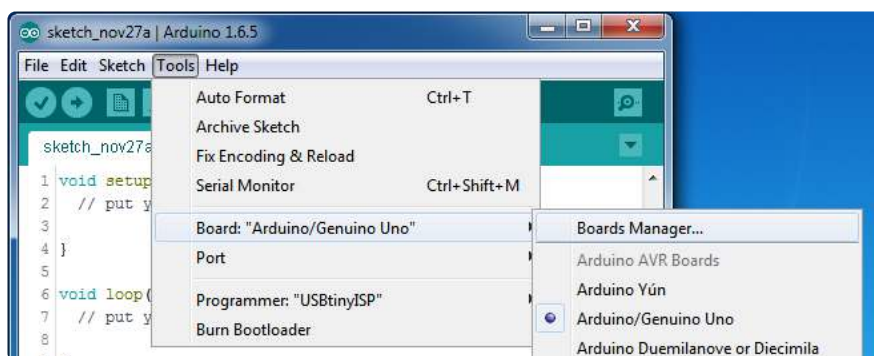 sketch_nov27a | Arduino 1.6.5
File Edit Sketch Tools Help
Auto Format Ctrl+T
Archive Sketch
sketch_nov27a
Fix Encoding & Reload
1 void setup
Serial Monitor Ctrl+Shift+M
2 // put y
3
Board: "Arduino/Genuino Uno"
Boards Manager...
4 }
Port
Arduino AVR Boards
5
Arduino Yún
6 void loop(
Programmer: "USBtinyISP"
Arduino/Genuino Uno
7 // put y
Burn Bootloader
8
Arduino Duemilanove or Diecimila